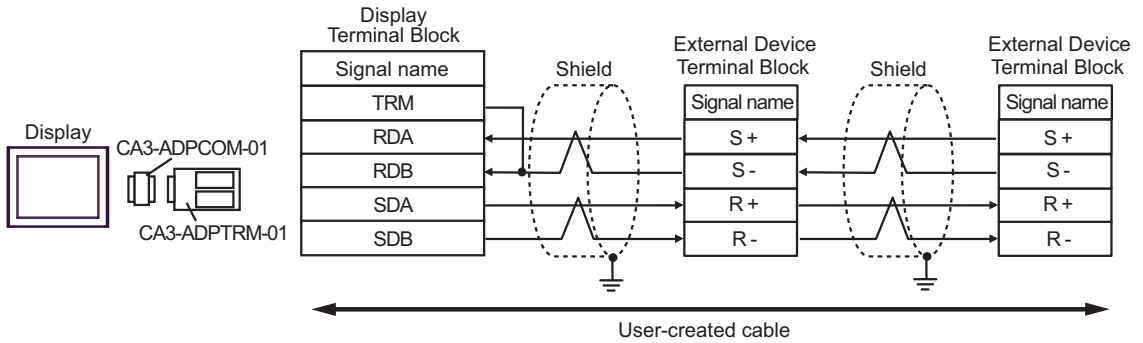 Display
CA3-ADPCOM-01
CA3-ADPTRM-01
Display
Terminal Block
Signal name
TRM
RDA
RDB
SDA
SDB
Shield
External Device
Terminal Block
Signal name
S +
S -
R +
R -
Shield
External Device
Terminal Block
Signal name
S +
S -
R +
R -
User-created cable